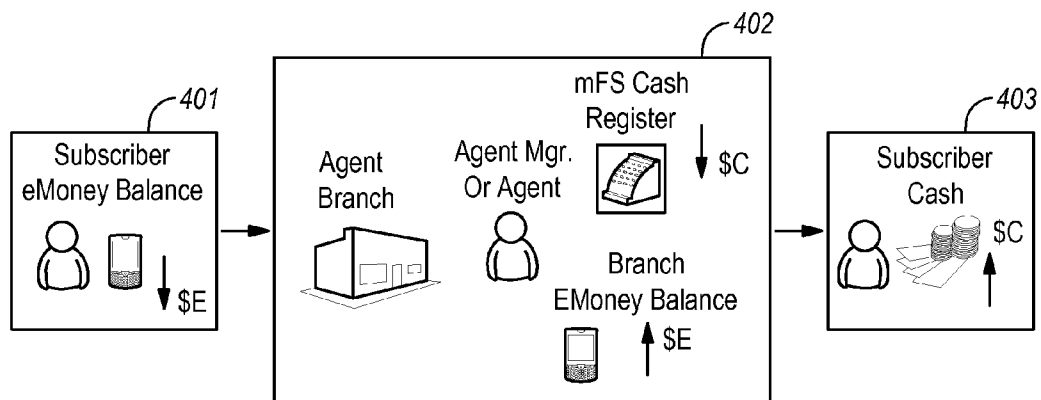 401
Subscriber
eMoney Balance
$E
402
Agent
Branch
Agent Mgr.
Or Agent
mFS Cash
Register
$C
Branch
EMoney Balance
$E
403
Subscriber
Cash
$C